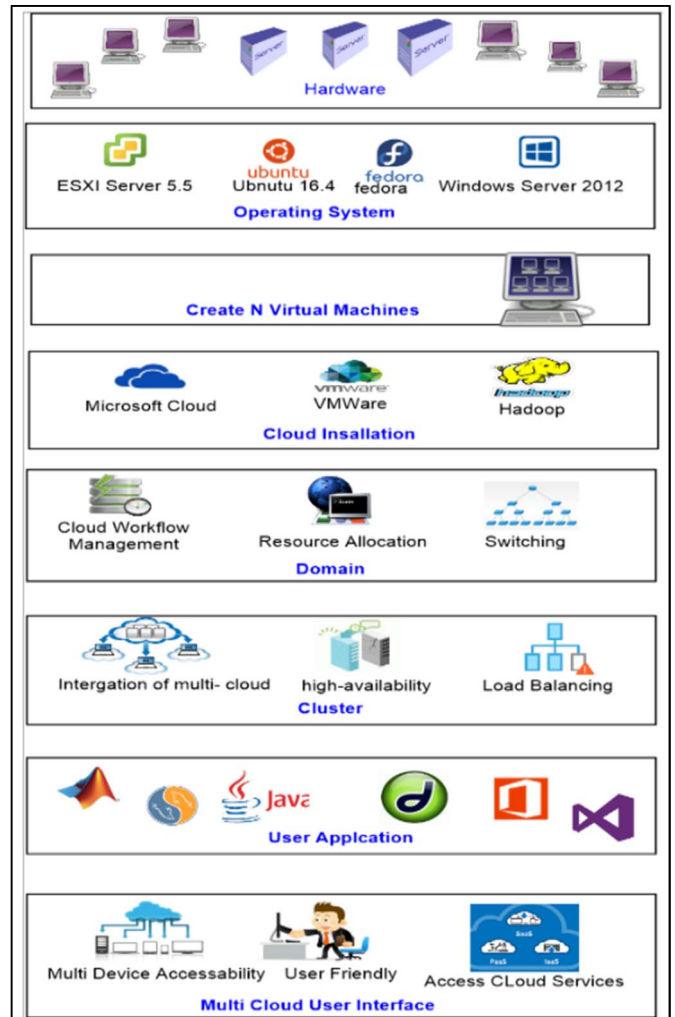 Server Server Server
Hardware
ubuntu fedora
ESXI Server 5.5 Ubnutu 16.4 fedora Windows Server 2012
Operating System
Create N Virtual Machines
vmware hadoop
Microsoft Cloud VMWare Hadoop
Cloud Insallation
Cloud Workflow
Management Resource Allocation Switching
Domain
Intergation of multi- cloud high-availability Load Balancing
Cluster
Java
User Applcation
SaaS
PaaS IaaS
Multi Device Accessability User Friendly Access CLoud Services
Multi Cloud User Interface